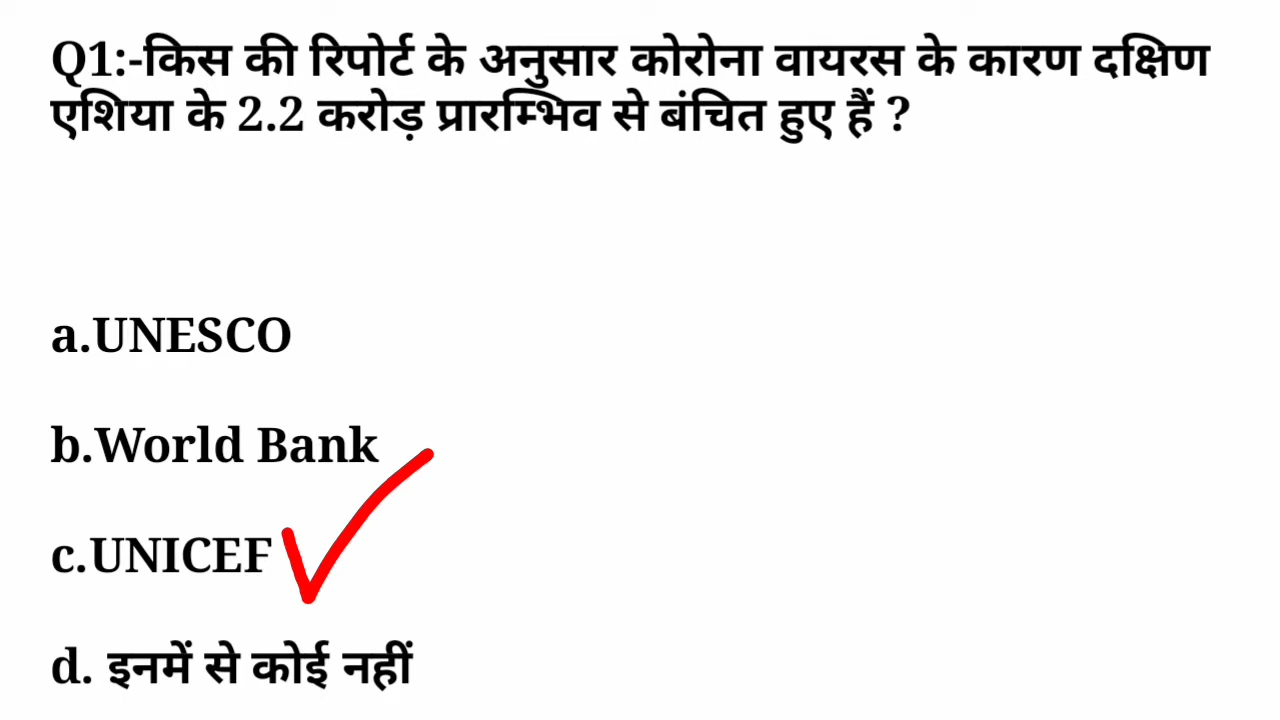 Q1:-किस की रिपोर्ट के अनुसार कोरोना वायरस के कारण दक्षिण
एशिया के 2.2 करोड़ प्रारम्भिव से बंचित हुए हैं ?
a.UNESCO
b.World Bank
c.UNICEF
d. इनमें से कोई नहीं